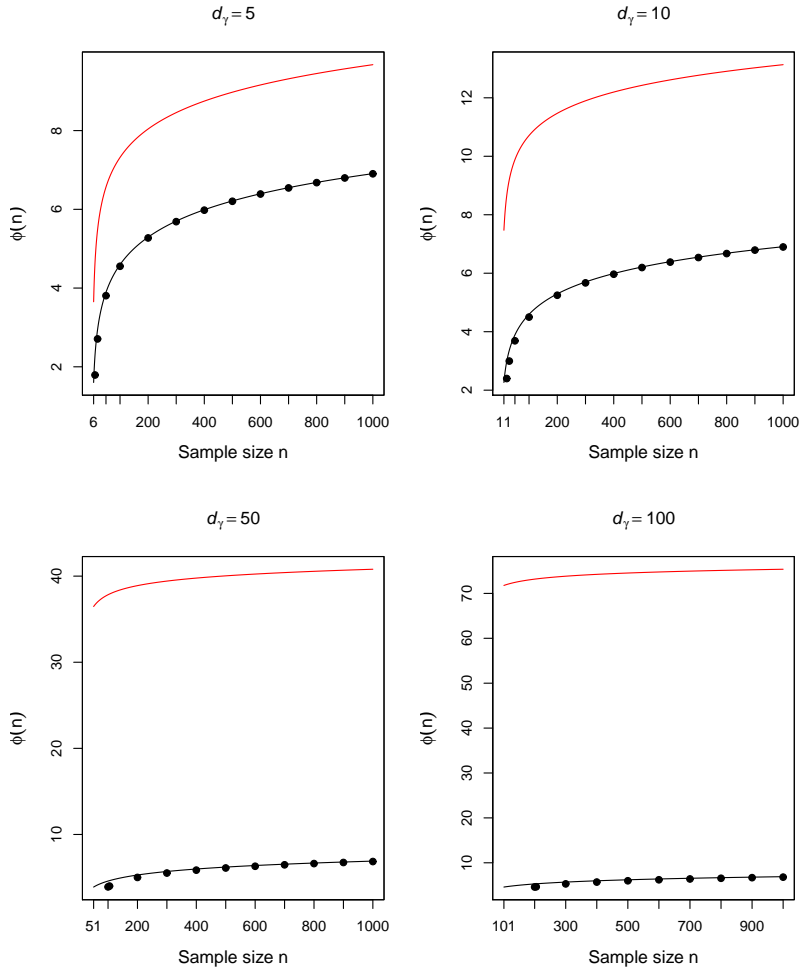 dγ = 5
φ(n)
8
6
4
2
6 200 400 600 800 1000
Sample size n
dγ = 10
φ(n)
12
10
8
6
4
2
11 200 400 600 800 1000
Sample size n
dγ = 50
φ(n)
40
30
20
10
51 200 400 600 800 1000
Sample size n
dγ = 100
φ(n)
70
60
50
40
30
20
10
101 300 500 700 900
Sample size n